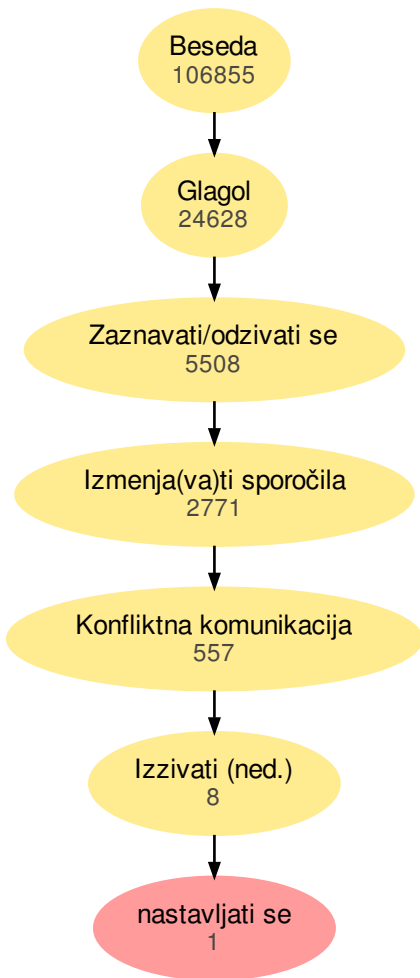 Beseda
106855
Glagol
24628
Zaznavati/odzivati se
5508
Izmenja(va)ti sporočila
2771
Konfliktna komunikacija
557
Izzivati (ned.)
8
nastavljati se
1